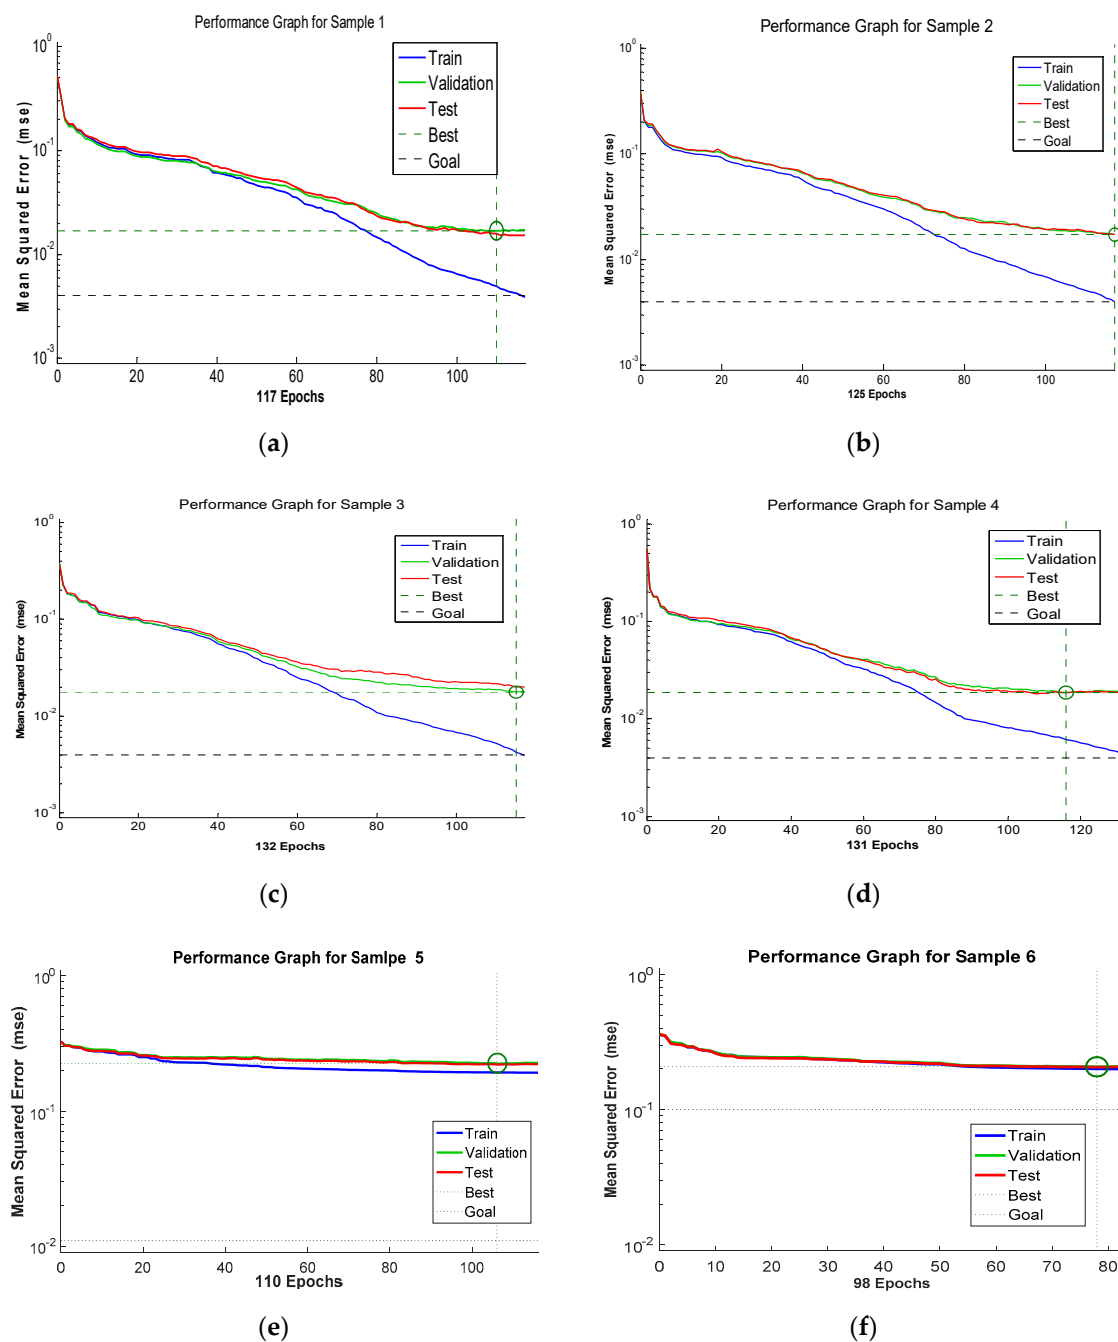 Performance Graph for Sample 1
Mean Squared Error (mse)
10^0
10^-1
10^-2
10^-3
Train
Validation
Test
Best
Goal
0 20 40 60 80 100
117 Epochs
(a)
Performance Graph for Sample 2
Mean Squared Error (mse)
10^0
10^-1
10^-2
10^-3
Train
Validation
Test
Best
Goal
0 20 40 60 80 100
125 Epochs
(b)
Performance Graph for Sample 3
Mean Squared Error (mse)
10^0
10^-1
10^-2
10^-3
Train
Validation
Test
Best
Goal
0 20 40 60 80 100
132 Epochs
(c)
Performance Graph for Sample 4
Mean Squared Error (mse)
10^0
10^-1
10^-2
10^-3
Train
Validation
Test
Best
Goal
0 20 40 60 80 100 120
131 Epochs
(d)
Performance Graph for Samlpe 5
Mean Squared Error (mse)
10^0
10^-1
10^-2
Train
Validation
Test
Best
Goal
0 20 40 60 80 100
110 Epochs
(e)
Performance Graph for Sample 6
Mean Squared Error (mse)
10^0
10^-1
10^-2
Train
Validation
Test
Best
Goal
0 10 20 30 40 50 60 70 80
98 Epochs
(f)